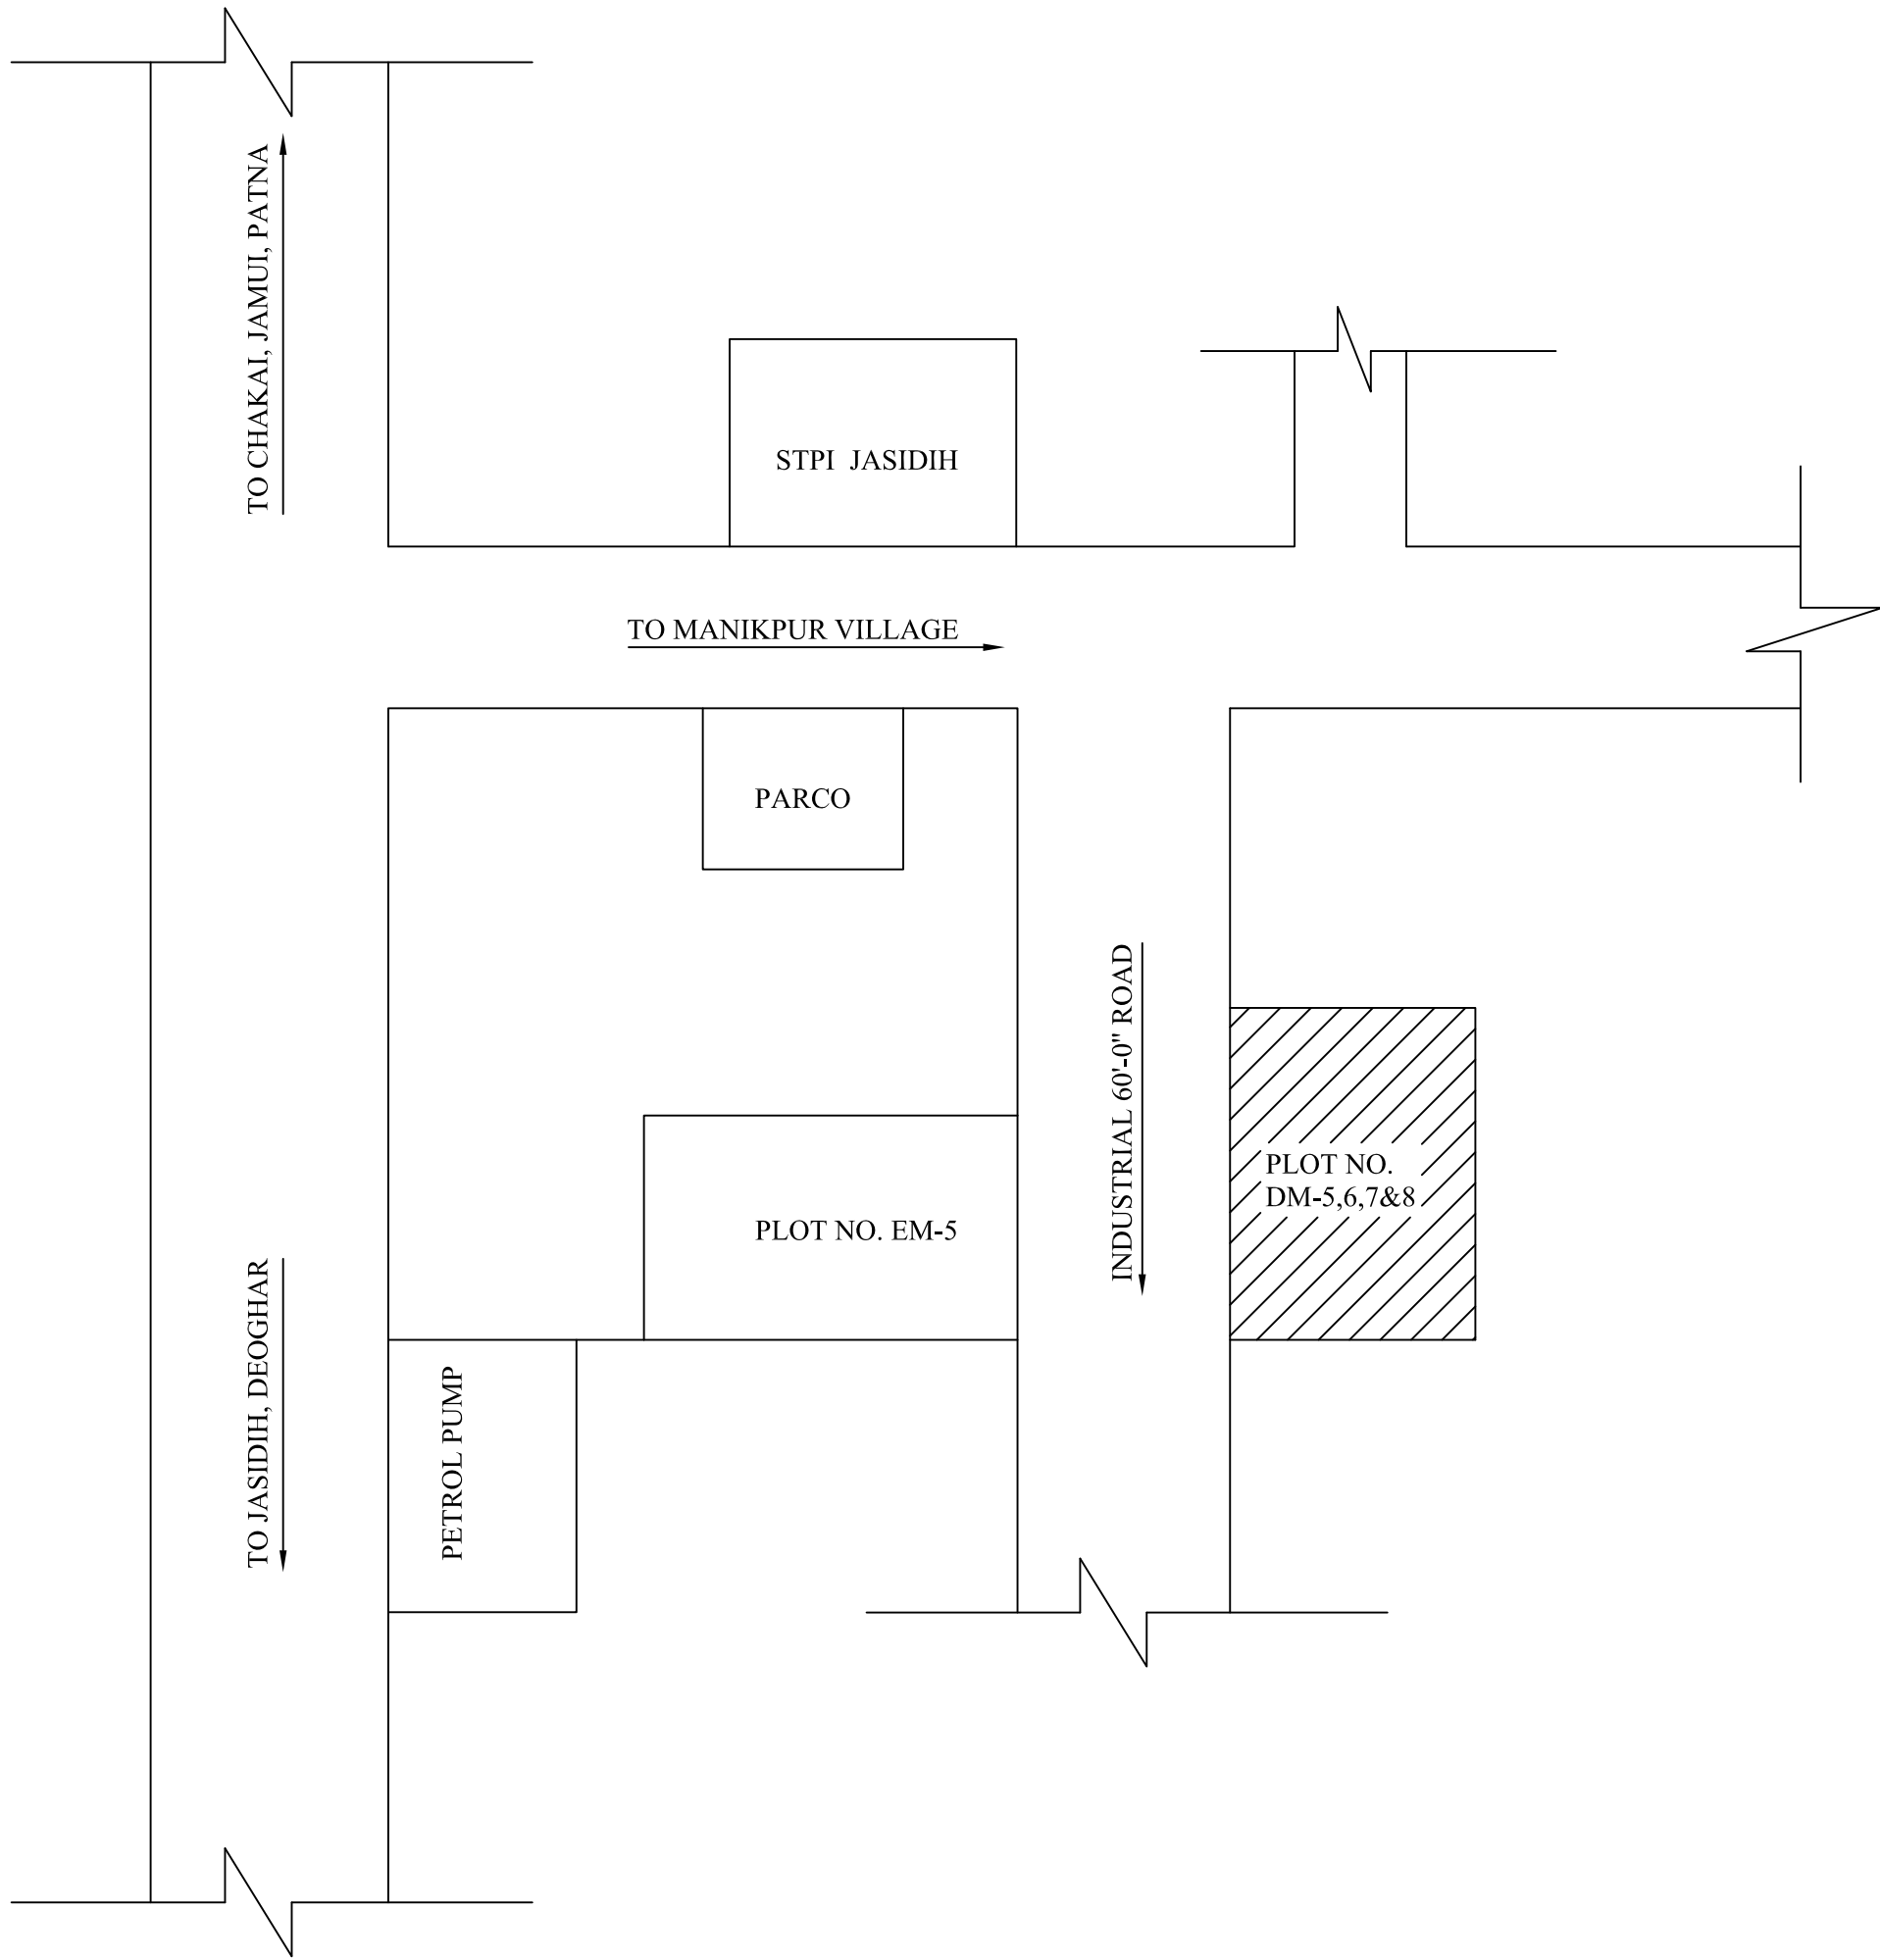 TO CHAKAI, JAMUI, PATNA
STPI JASIDIH
TO MANIKPUR VILLAGE
PARCO
INDUSTRIAL 60'-0" ROAD
PLOT NO.
DM-5,6,7&8
PLOT NO. EM-5
TO JASIDIH, DEOGHAR
PETROL PUMP